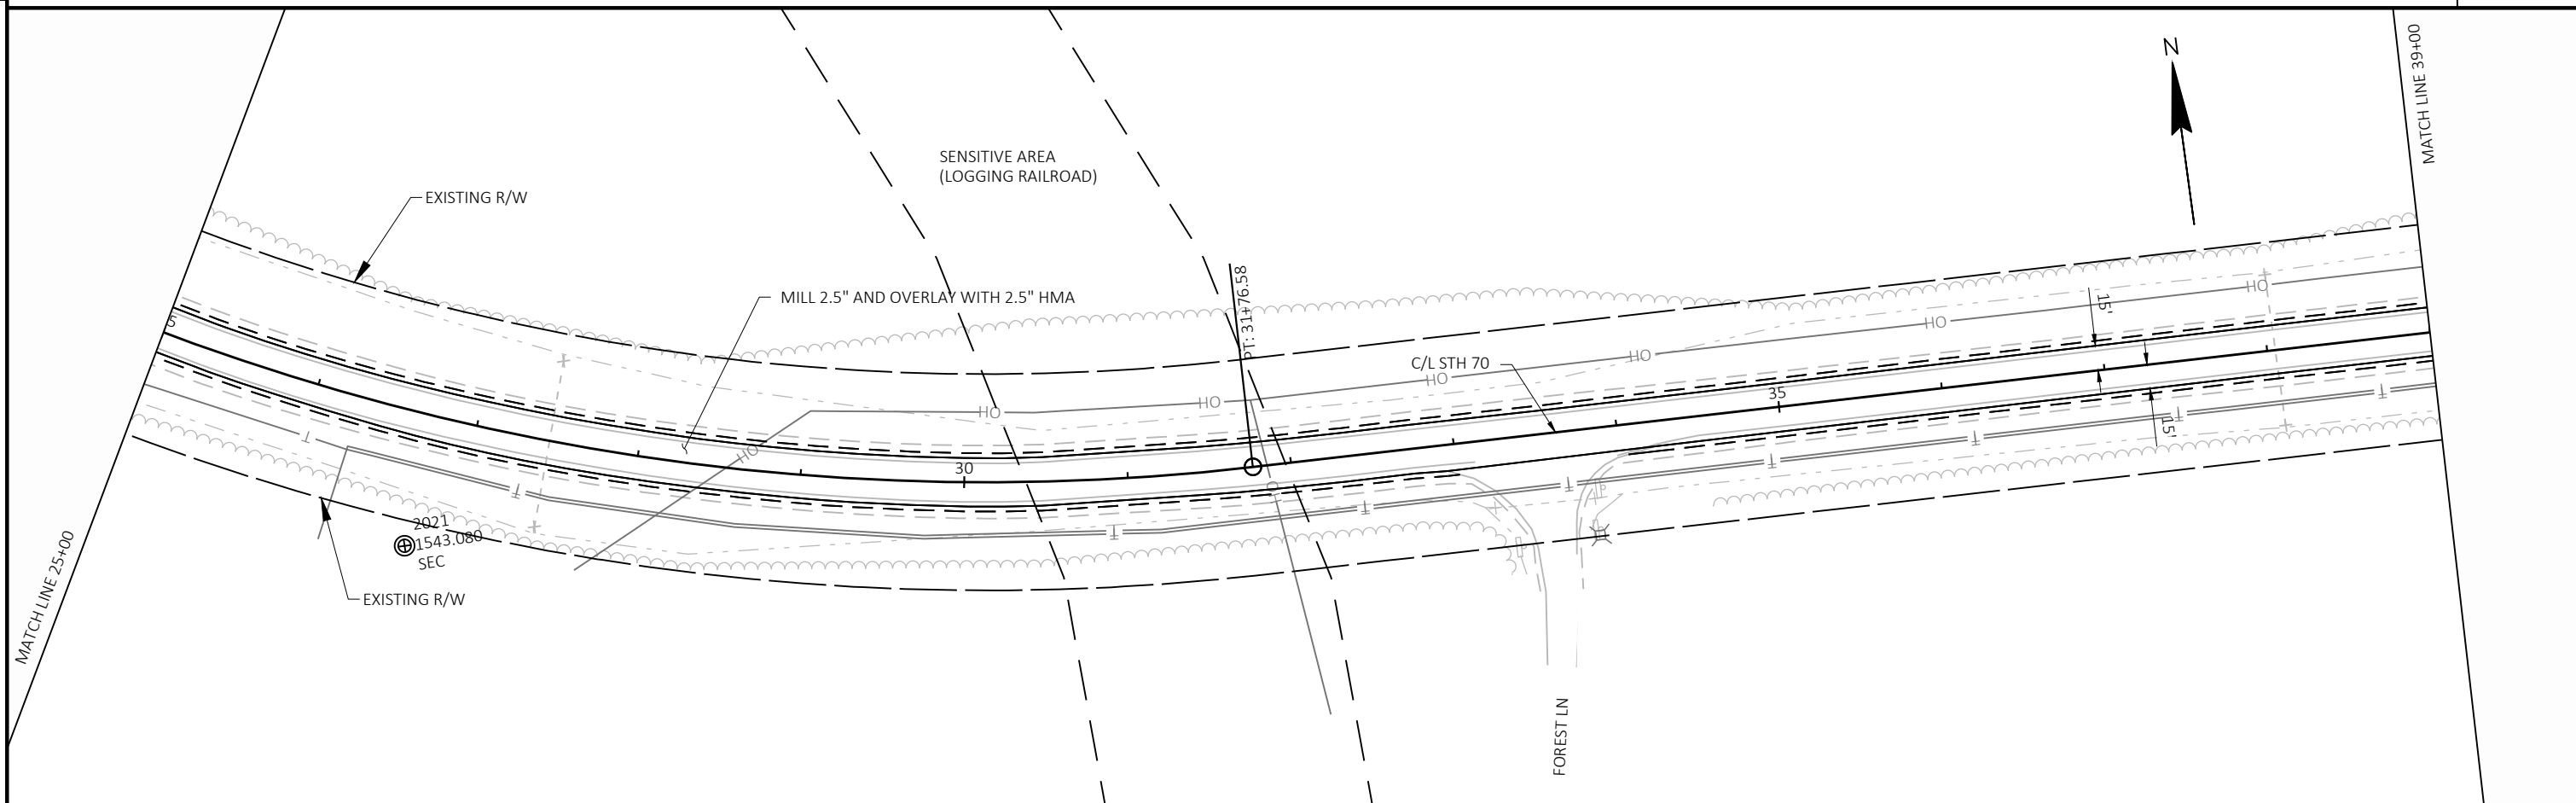 N
MATCH LINE 39+00
SENSITIVE AREA
(LOGGING RAILROAD)
EXISTING R/W
MILL 2.5" AND OVERLAY WITH 2.5" HMA
PT: 31+76.58
15'
HO
HO
HO
HO
HO
HO
HO
C/L STH 70
35
30
15'
T
T
T
T
T
T
T
T
T
2021
1543.080
SEC
EXISTING R/W
MATCH LINE 25+00
FOREST LN